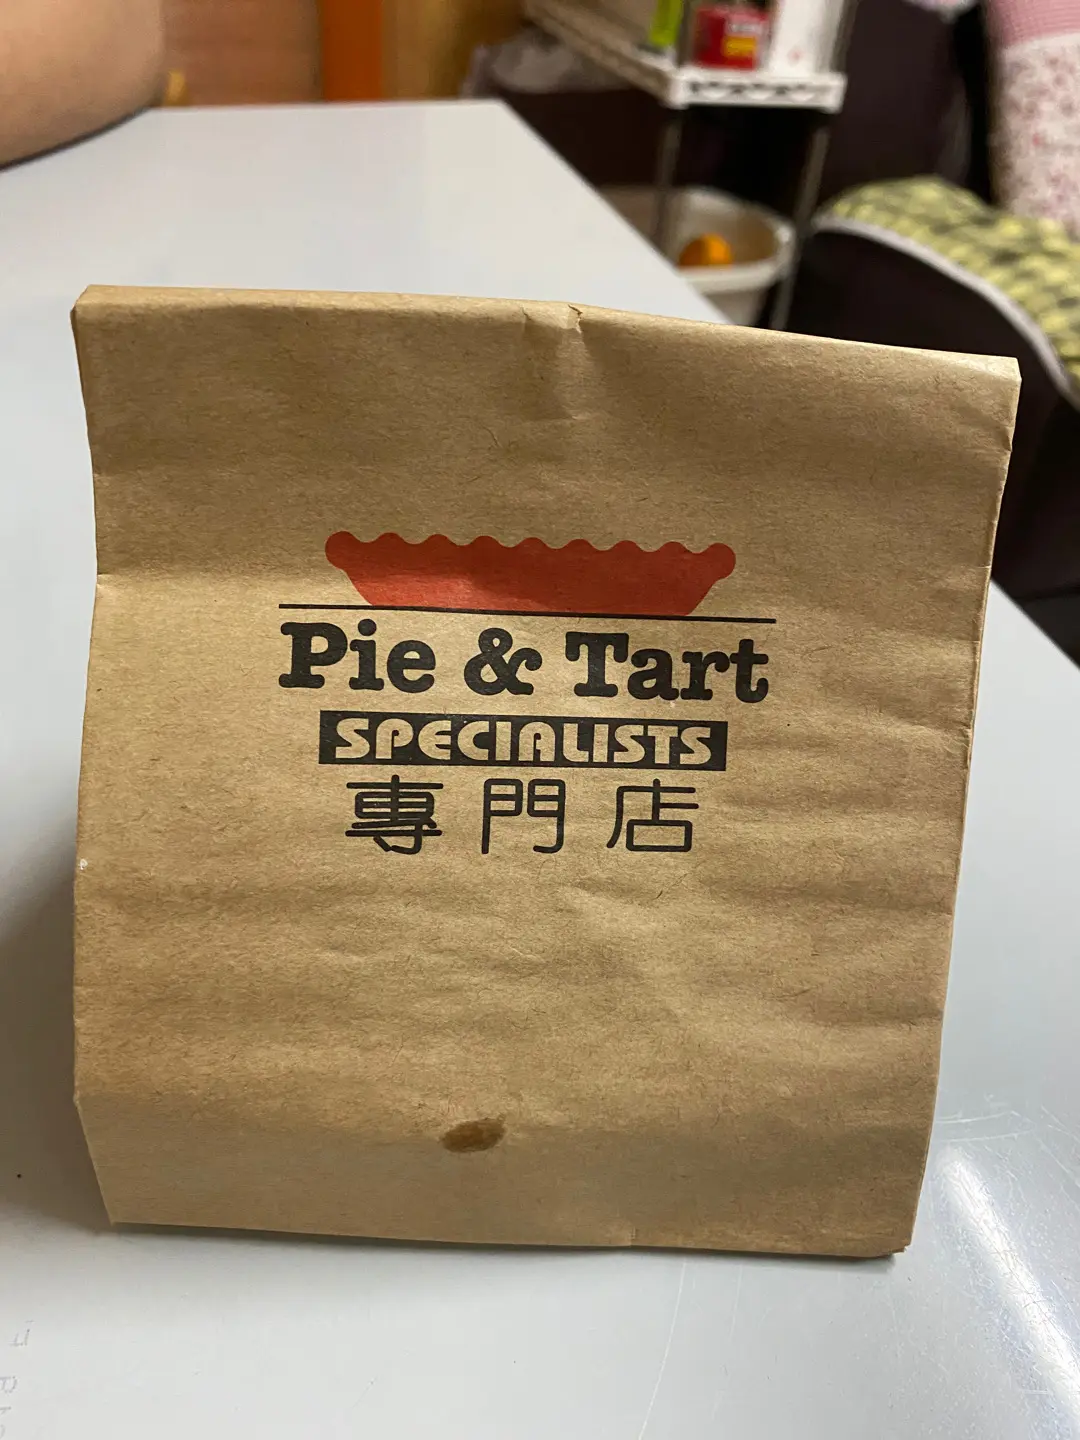 Pie & Tart
SPECIALISTS
專門店